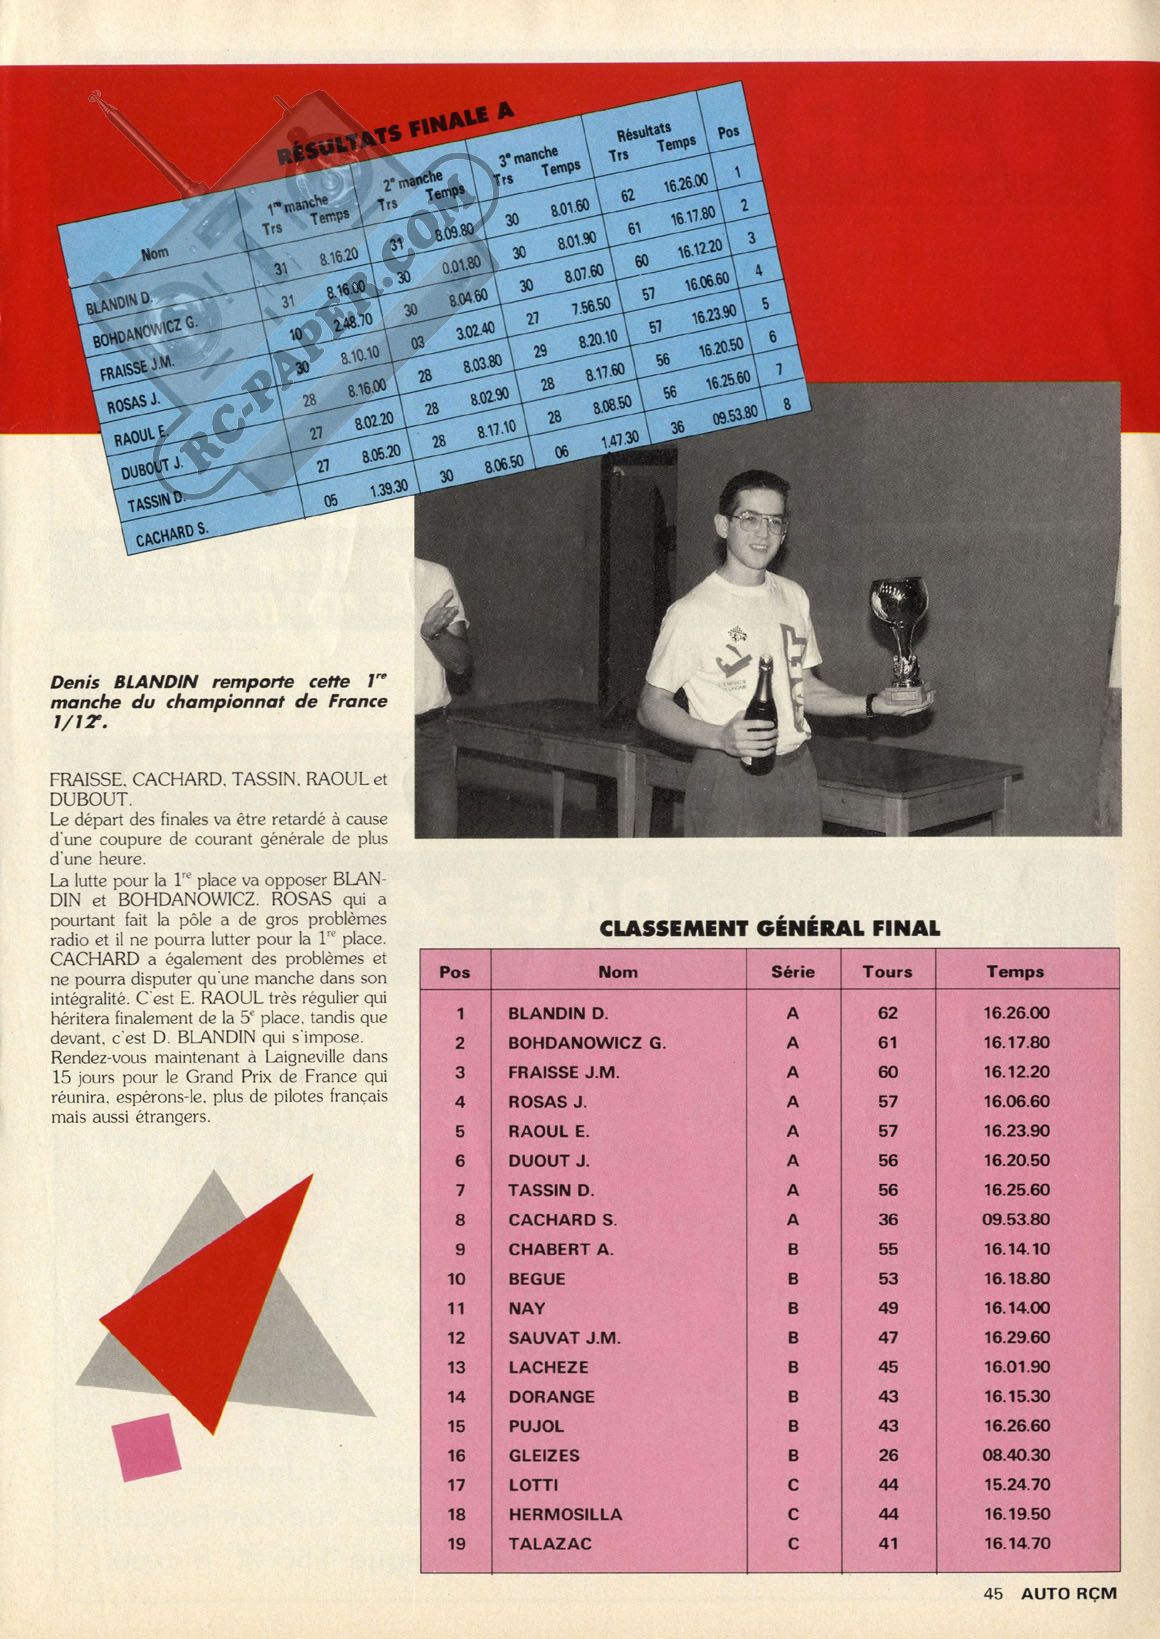 RÉSULTATS FINALE A
Nom 1re manche 2e manche 3e manche Résultats Pos
Trs Temps Trs Temps Trs Temps Trs Temps
BLANDIN D. 31 8.16.20 31 8.09.80 30 8.01.60 62 16.26.00 1
BOHDANOWICZ G. 31 8.16.00 30 0.01.80 30 8.01.90 61 16.17.80 2
FRAISSE J.M. 10 2.48.70 30 8.04.60 30 8.07.60 60 16.12.20 3
ROSAS J. 30 8.10.10 03 3.02.40 27 7.56.50 57 16.06.60 4
RAOUL E. 28 8.16.00 28 8.03.80 29 8.20.10 57 16.23.90 5
DUBOUT J. 27 8.02.20 28 8.02.90 28 8.17.60 56 16.20.50 6
TASSIN D. 27 8.05.20 28 8.17.10 28 8.08.50 56 16.25.60 7
CACHARD S. 05 1.39.30 30 8.06.50 06 1.47.30 36 09.53.80 8
RC-PAPER.COM
Denis BLANDIN remporte cette 1re
manche du championnat de France
1/12e.
FRAISSE, CACHARD, TASSIN, RAOUL et
DUBOUT.
Le départ des finales va être retardé à cause
d'une coupure de courant générale de plus
d'une heure.
La lutte pour la 1re place va opposer BLAN-
DIN et BOHDANOWICZ. ROSAS qui a
pourtant fait la pôle a de gros problèmes
radio et il ne pourra lutter pour la 1re place.
CACHARD a également des problèmes et
ne pourra disputer qu'une manche dans son
intégralité. C'est E. RAOUL très régulier qui
héritera finalement de la 5e place, tandis que
devant, c'est D. BLANDIN qui s'impose.
Rendez-vous maintenant à Laigneville dans
15 jours pour le Grand Prix de France qui
réunira, espérons-le, plus de pilotes français
mais aussi étrangers.
CLASSEMENT GÉNÉRAL FINAL
Pos Nom Série Tours Temps
1 BLANDIN D. A 62 16.26.00
2 BOHDANOWICZ G. A 61 16.17.80
3 FRAISSE J.M. A 60 16.12.20
4 ROSAS J. A 57 16.06.60
5 RAOUL E. A 57 16.23.90
6 DUOUT J. A 56 16.20.50
7 TASSIN D. A 56 16.25.60
8 CACHARD S. A 36 09.53.80
9 CHABERT A. B 55 16.14.10
10 BEGUE B 53 16.18.80
11 NAY B 49 16.14.00
12 SAUVAT J.M. B 47 16.29.60
13 LACHEZE B 45 16.01.90
14 DORANGE B 43 16.15.30
15 PUJOL B 43 16.26.60
16 GLEIZES B 26 08.40.30
17 LOTTI C 44 15.24.70
18 HERMOSILLA C 44 16.19.50
19 TALAZAC C 41 16.14.70
45 AUTO RÇM